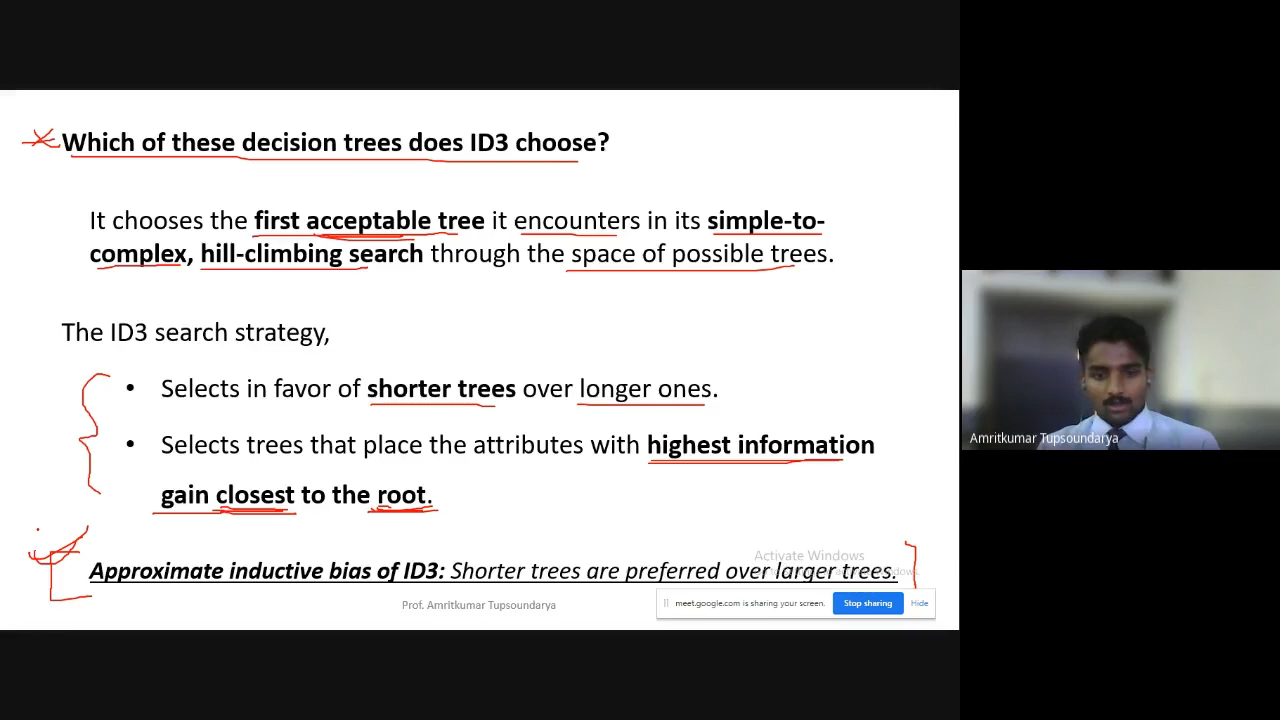 Which of these decision trees does ID3 choose?
It chooses the first acceptable tree it encounters in its simple-to-
complex, hill-climbing search through the space of possible trees.
The ID3 search strategy,
• Selects in favor of shorter trees over longer ones.
• Selects trees that place the attributes with highest information
gain closest to the root.
Activate Windows
Approximate inductive bias of ID3: Shorter trees are preferred over larger trees.
Prof. Amritkumar Tupsoundarya
meet.google.com is sharing your screen.
Stop sharing
Hide
Amritkumar Tupsoundarya